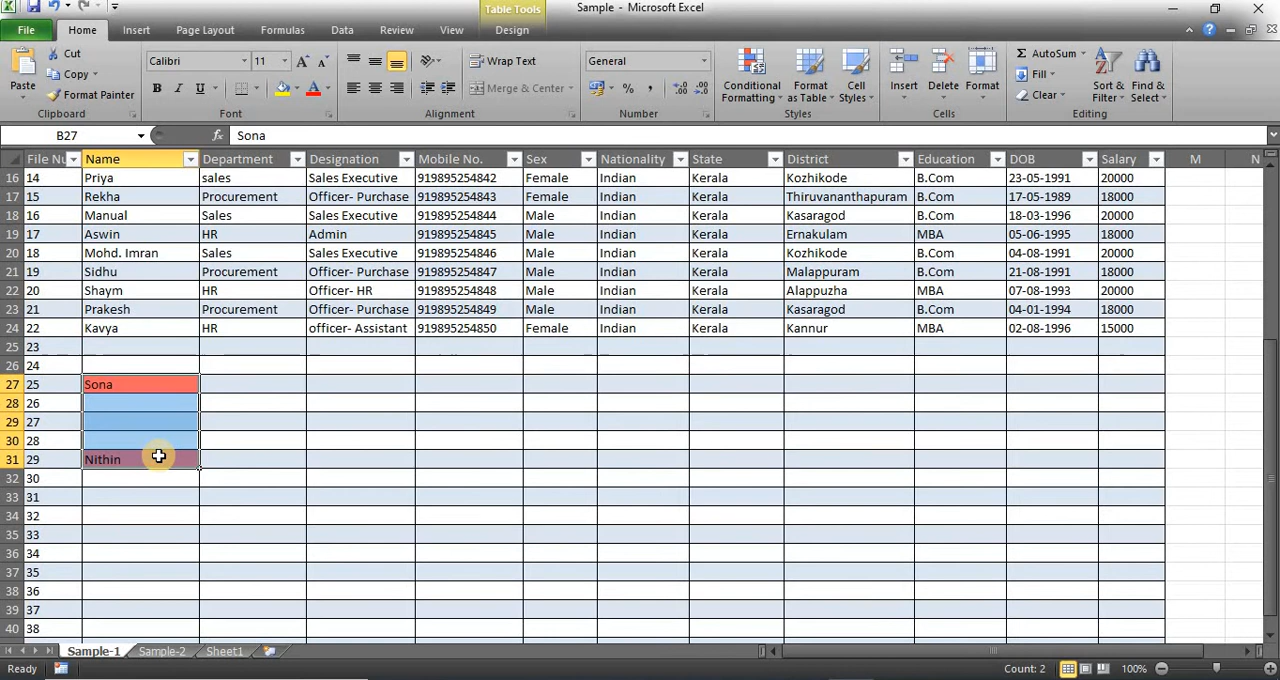 Table Tools
Sample - Microsoft Excel
File Home Insert Page Layout Formulas Data Review View Design
Cut
Copy
Format Painter
Paste
Clipboard
Calibri 11
B I U
Font
Wrap Text
Merge & Center
Alignment
General
Number
Conditional Formatting
Format as Table
Cell Styles
Styles
Insert Delete Format
Cells
AutoSum
Fill
Clear
Sort & Filter
Find & Select
Editing
B27 fx Sona
File Nu Name Department Designation Mobile No. Sex Nationality State District Education DOB Salary M N
16 14 Priya sales Sales Executive 919895254842 Female Indian Kerala Kozhikode B.Com 23-05-1991 20000
17 15 Rekha Procurement Officer- Purchase 919895254843 Female Indian Kerala Thiruvananthapuram B.Com 17-05-1989 18000
18 16 Manual Sales Sales Executive 919895254844 Male Indian Kerala Kasaragod B.Com 18-03-1996 20000
19 17 Aswin HR Admin 919895254845 Male Indian Kerala Ernakulam MBA 05-06-1995 18000
20 18 Mohd. Imran Sales Sales Executive 919895254846 Male Indian Kerala Kozhikode B.Com 04-08-1991 20000
21 19 Sidhu Procurement Officer- Purchase 919895254847 Male Indian Kerala Malappuram B.Com 21-08-1991 18000
22 20 Shaym HR Officer- HR 919895254848 Male Indian Kerala Alappuzha MBA 07-08-1993 20000
23 21 Prakesh Procurement Officer- Purchase 919895254849 Male Indian Kerala Kasaragod B.Com 04-01-1994 18000
24 22 Kavya HR officer- Assistant 919895254850 Female Indian Kerala Kannur MBA 02-08-1996 15000
25 23
26 24
27 25 Sona
28 26
29 27
30 28
31 29 Nithin
32 30
33 31
34 32
35 33
36 34
37 35
38 36
39 37
40 38
Sample-1 Sample-2 Sheet1
Ready Count: 2 100%